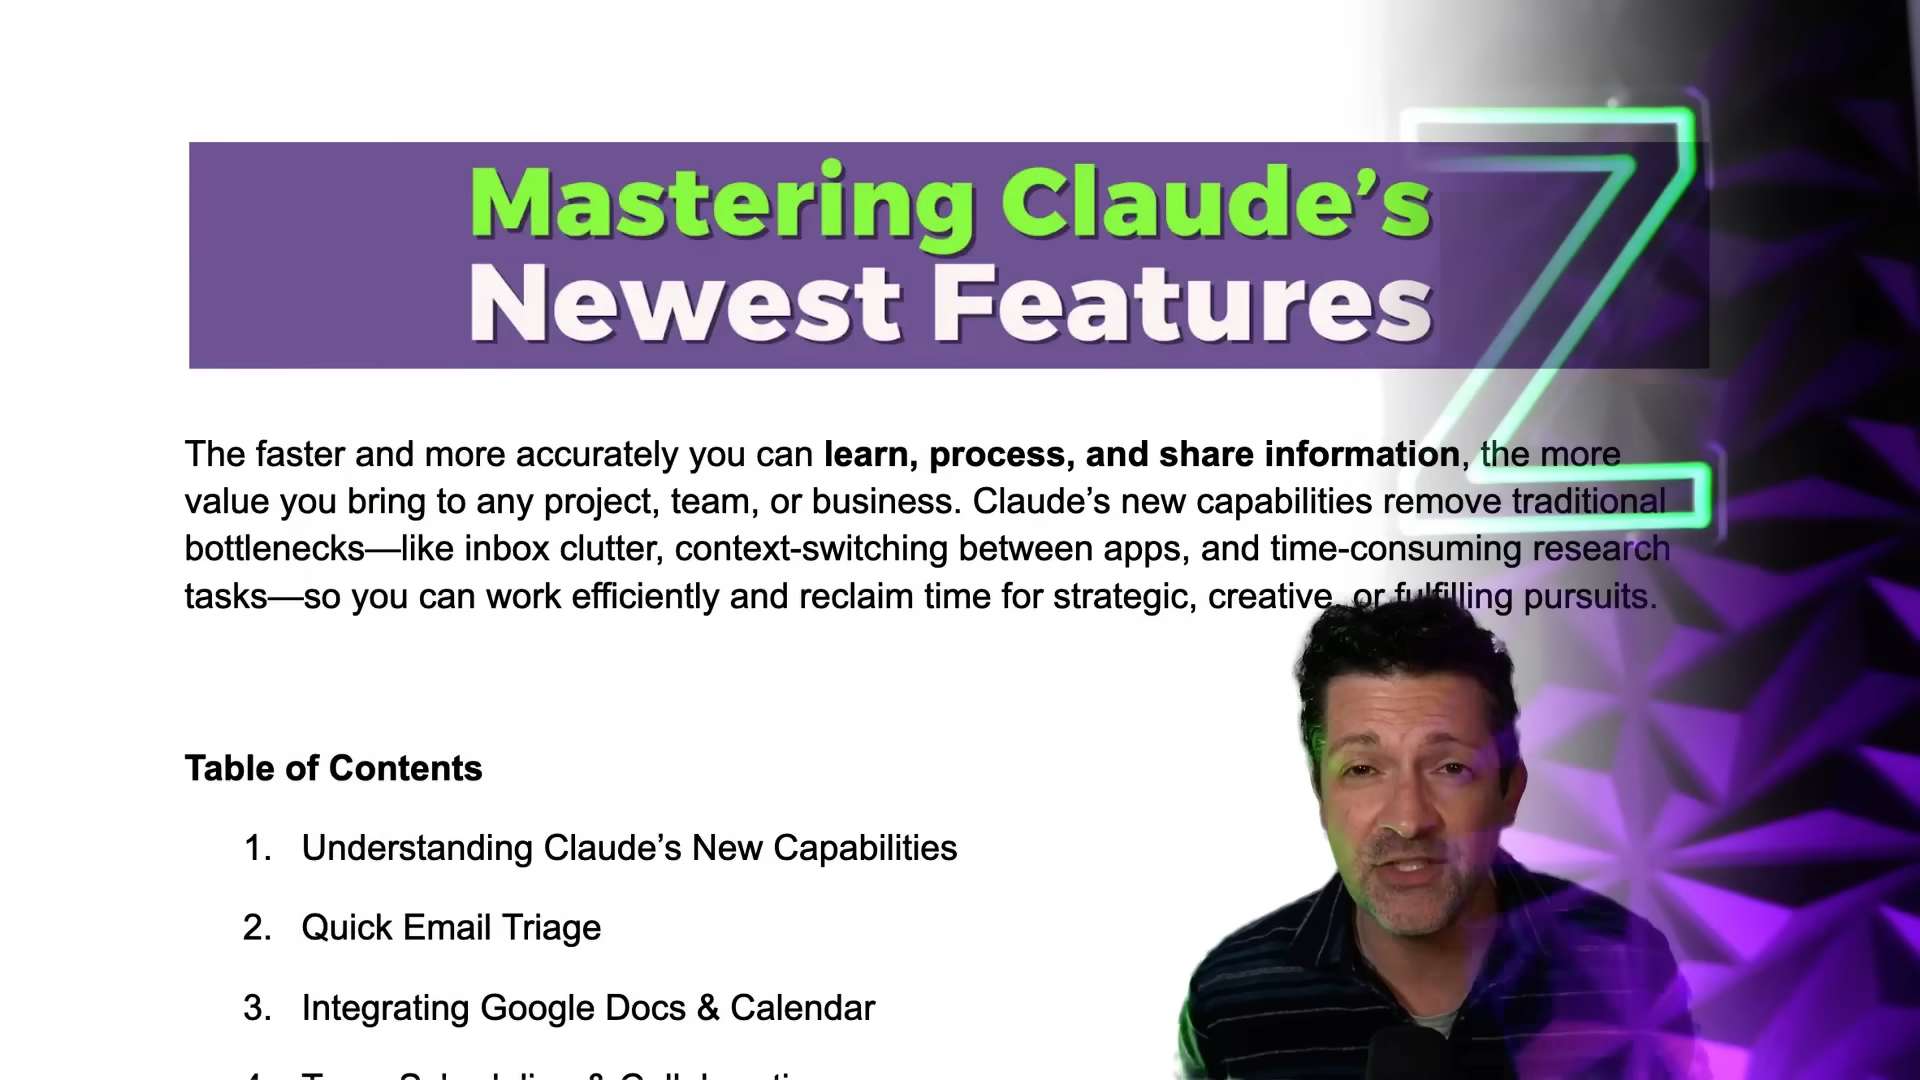 Mastering Claude’s
Newest Features
Z
The faster and more accurately you can learn, process, and share information, the more
value you bring to any project, team, or business. Claude’s new capabilities remove traditional
bottlenecks—like inbox clutter, context-switching between apps, and time-consuming research
tasks—so you can work efficiently and reclaim time for strategic, creative, or fulfilling pursuits.
Table of Contents
1. Understanding Claude’s New Capabilities
2. Quick Email Triage
3. Integrating Google Docs & Calendar